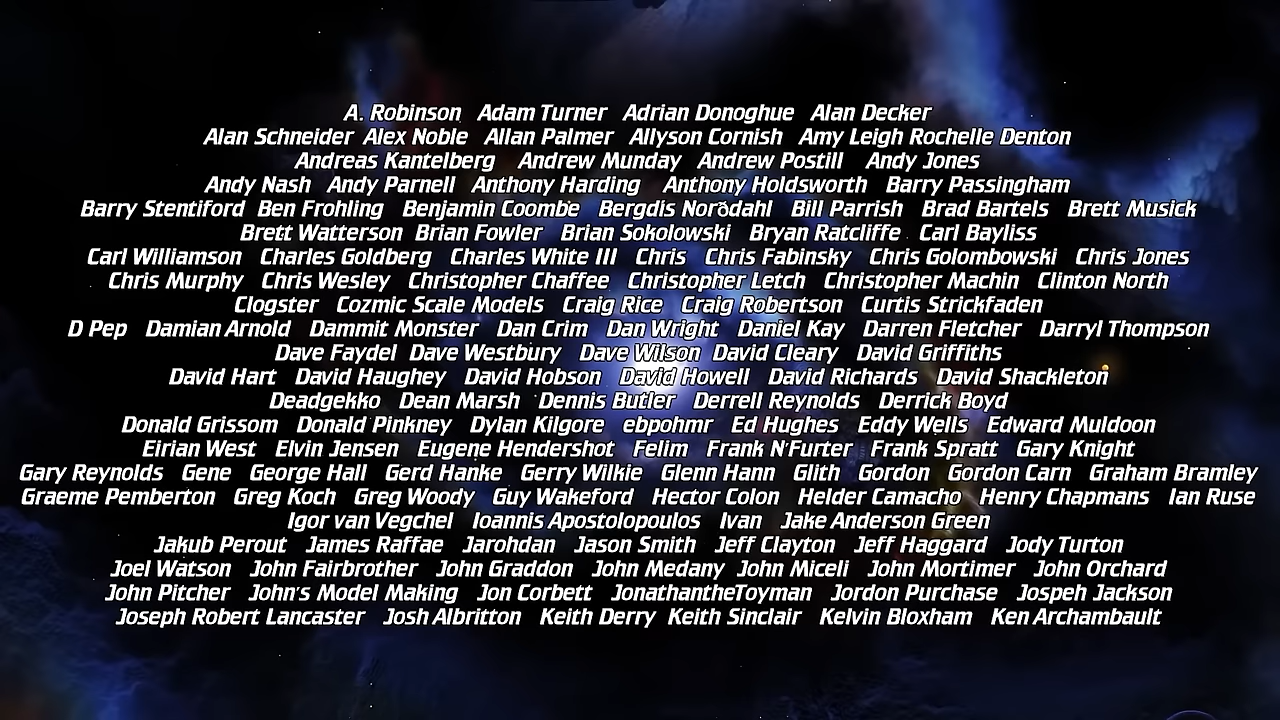 A. Robinson Adam Turner Adrian Donoghue Alan Decker
Alan Schneider Alex Noble Allan Palmer Allyson Cornish Amy Leigh Rochelle Denton
Andreas Kantelberg Andrew Munday Andrew Postill Andy Jones
Andy Nash Andy Parnell Anthony Harding Anthony Holdsworth Barry Passingham
Barry Stentiford Ben Frohling Benjamin Coombe Bergdís Norðdahl Bill Parrish Brad Bartels Brett Musick
Brett Watterson Brian Fowler Brian Sokolowski Bryan Ratcliffe Carl Bayliss
Carl Williamson Charles Goldberg Charles White III Chris Chris Fabinsky Chris Golombowski Chris Jones
Chris Murphy Chris Wesley Christopher Chaffee Christopher Letch Christopher Machin Clinton North
Clogster Cozmic Scale Models Craig Rice Craig Robertson Curtis Strickfaden
D Pep Damian Arnold Dammit Monster Dan Crim Dan Wright Daniel Kay Darren Fletcher Darryl Thompson
Dave Faydel Dave Westbury Dave Wilson David Cleary David Griffiths
David Hart David Haughey David Hobson David Howell David Richards David Shackleton
Deadgekko Dean Marsh Dennis Butler Derrell Reynolds Derrick Boyd
Donald Grissom Donald Pinkney Dylan Kilgore ebpohmr Ed Hughes Eddy Wells Edward Muldoon
Eirian West Elvin Jensen Eugene Hendershot Felim Frank N'Furter Frank Spratt Gary Knight
Gary Reynolds Gene George Hall Gerd Hanke Gerry Wilkie Glenn Hann Glith Gordon Gordon Carn Graham Bramley
Graeme Pemberton Greg Koch Greg Woody Guy Wakeford Hector Colon Helder Camacho Henry Chapmans Ian Ruse
Igor van Vegchel Ioannis Apostolopoulos Ivan Jake Anderson Green
Jakub Perout James Raffae Jarohdan Jason Smith Jeff Clayton Jeff Haggard Jody Turton
Joel Watson John Fairbrother John Graddon John Medany John Miceli John Mortimer John Orchard
John Pitcher John's Model Making Jon Corbett JonathantheToyman Jordon Purchase Jospeh Jackson
Joseph Robert Lancaster Josh Albritton Keith Derry Keith Sinclair Kelvin Bloxham Ken Archambault